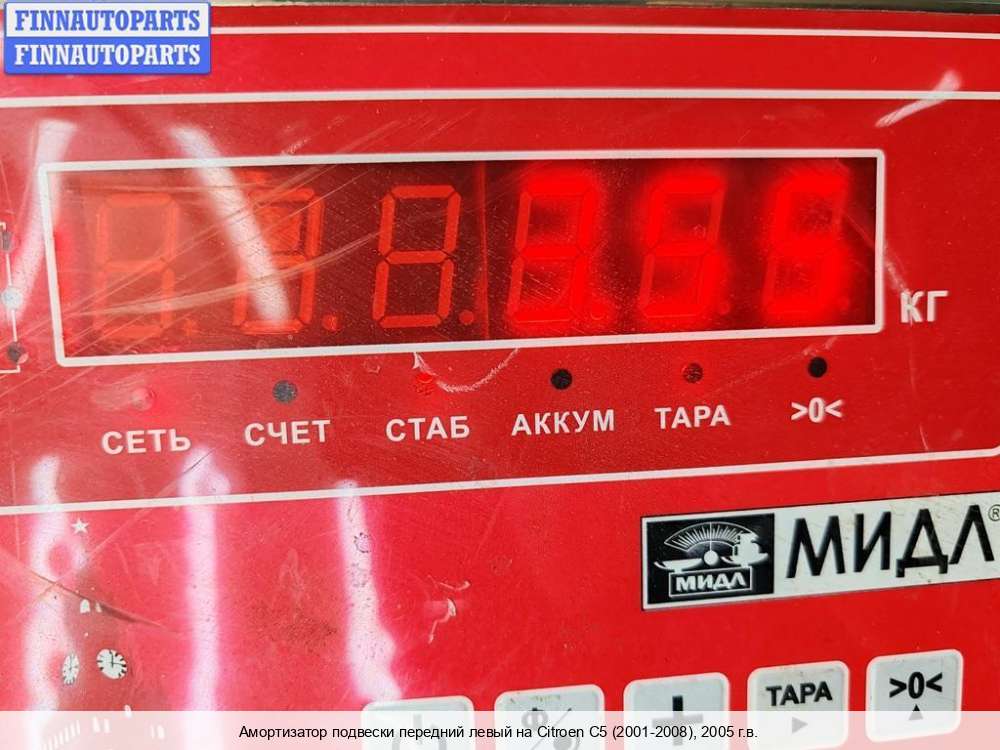 FINNAUTOPARTS
FINNAUTOPARTS
КГ
СЕТЬ СЧЕТ СТАБ АККУМ ТАРА >0<
МИДЛ МИДЛ®
ТАРА >0<
Амортизатор подвески передний левый на Citroen C5 (2001-2008), 2005 г.в.